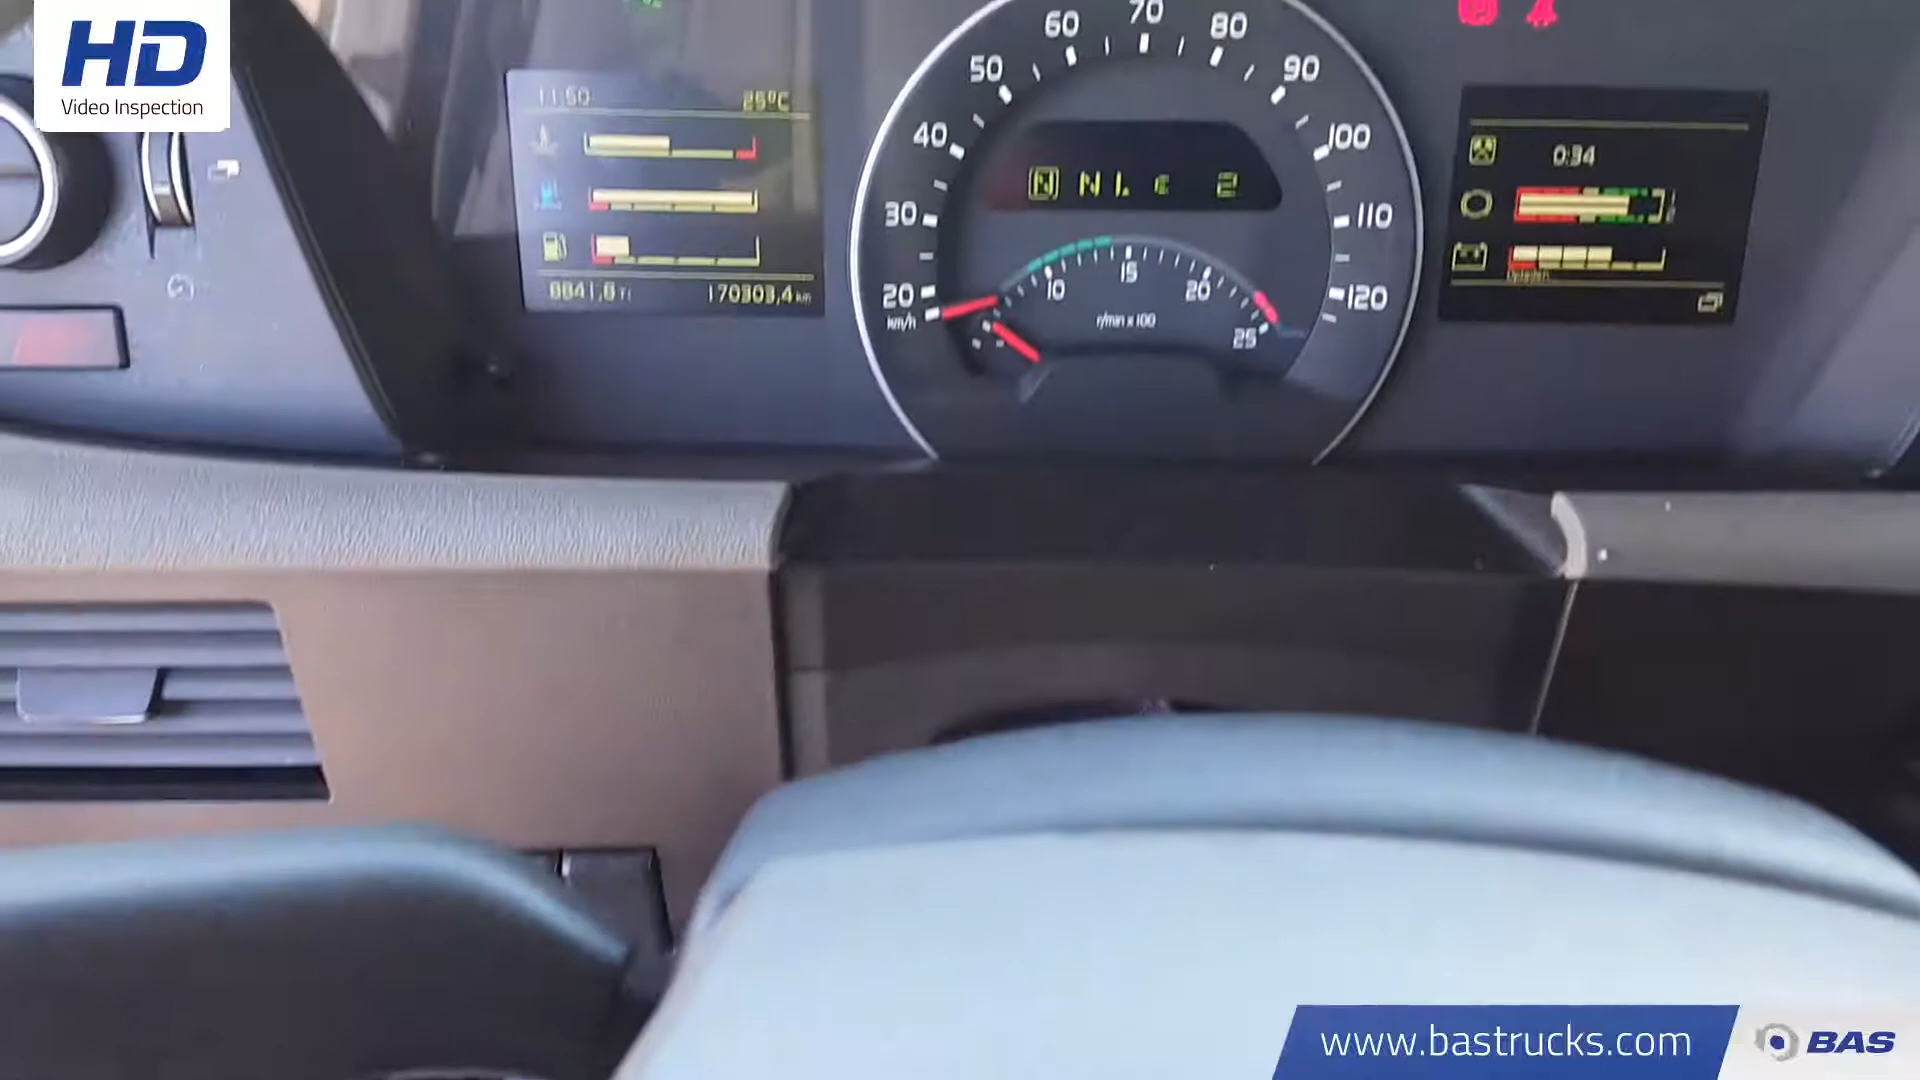 HD
Video Inspection
11:50 25°C
170303,4 km
20 30 40 50 60 70 80 90 100 110 120
km/h
N N 1. E 2
10 15 20 25
r/min x 100
0:34
www.bastrucks.com
BAS